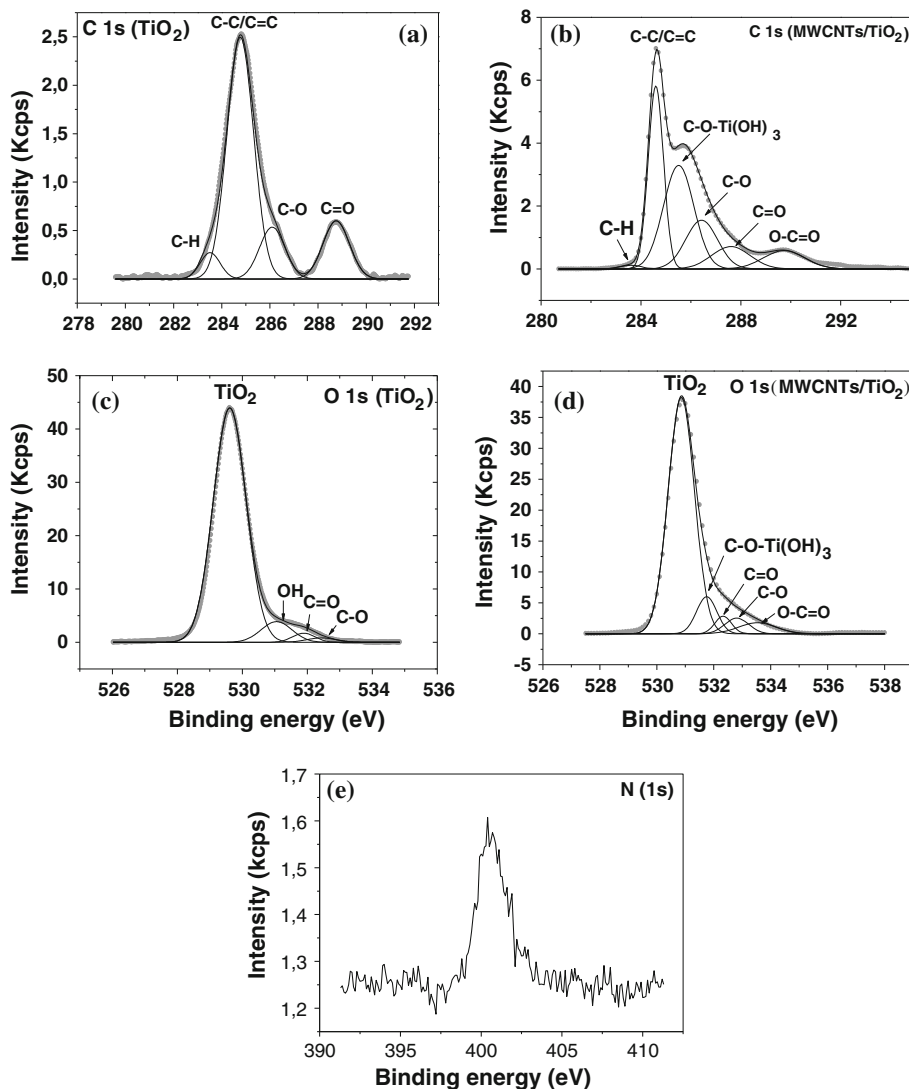 C 1s (TiO₂)
C-C/C=C
(a)
2,5
2,0
1,5
1,0
0,5
0,0
Intensity (Kcps)
C-H
C-O
C=O
278 280 282 284 286 288 290 292
(b)
C 1s (MWCNTs/TiO₂)
C-C/C=C
8
6
4
2
0
Intensity (Kcps)
C-O-Ti(OH) ₃
C-O
C-H
C=O
O-C=O
280 284 288 292
(c)
TiO₂
O 1s (TiO₂)
50
40
30
20
10
0
Intensity (Kcps)
OH
C=O
C-O
526 528 530 532 534 536
Binding energy (eV)
(d)
TiO₂
O 1s(MWCNTs/TiO₂)
40
35
30
25
20
15
10
5
0
-5
Intensity (Kcps)
C-O-Ti(OH)₃
C=O
C-O
O-C=O
526 528 530 532 534 536 538
Binding energy (eV)
(e)
N (1s)
1,7
1,6
1,5
1,4
1,3
1,2
Intensity (kcps)
390 395 400 405 410
Binding energy (eV)